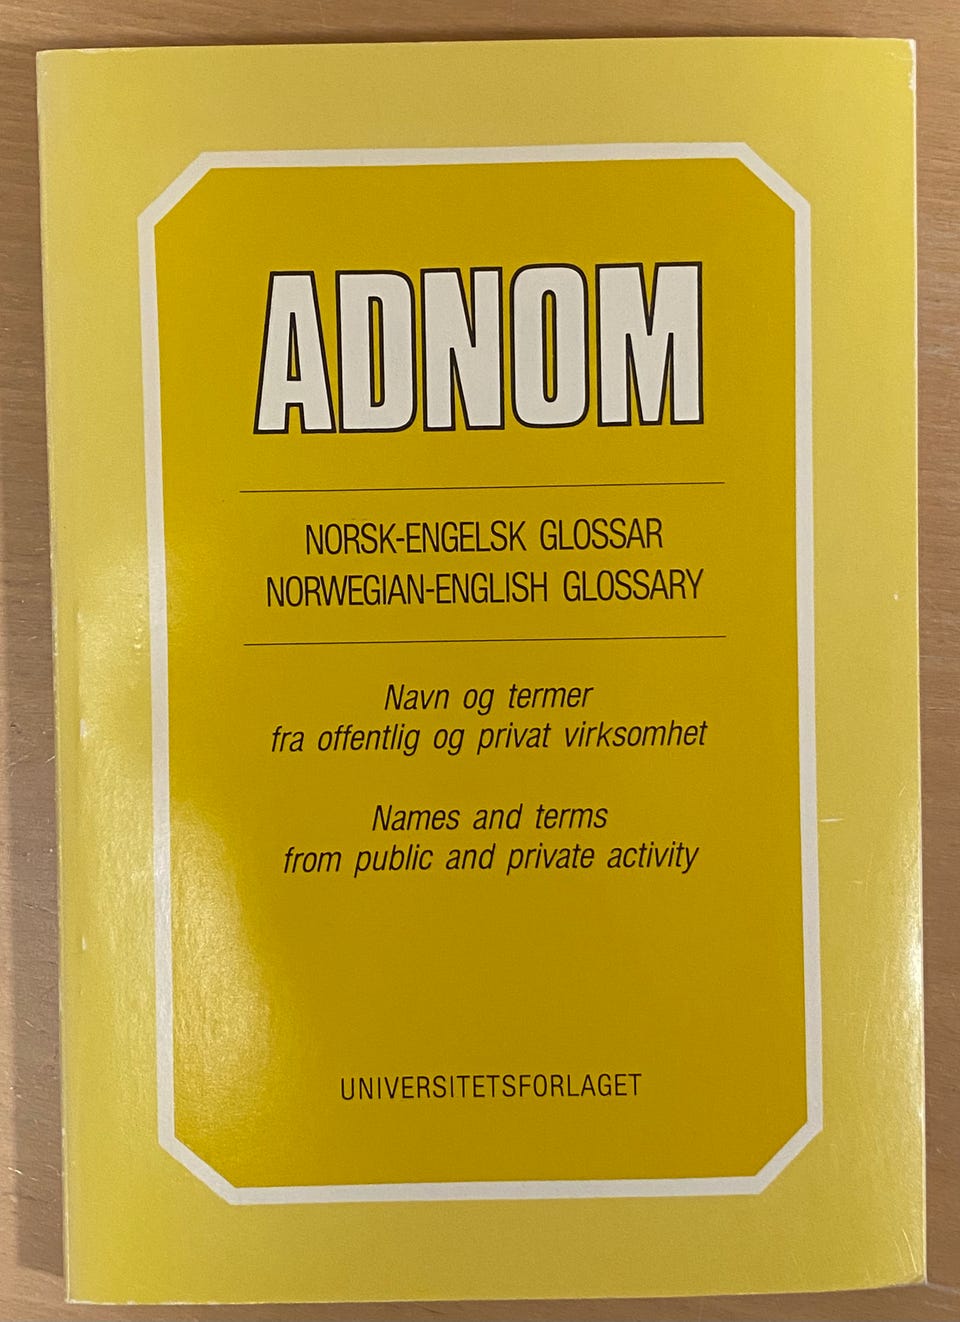 ADNOM
NORSK-ENGELSK GLOSSAR
NORWEGIAN-ENGLISH GLOSSARY
Navn og termer
fra offentlig og privat virksomhet
Names and terms
from public and private activity
UNIVERSITETSFORLAGET